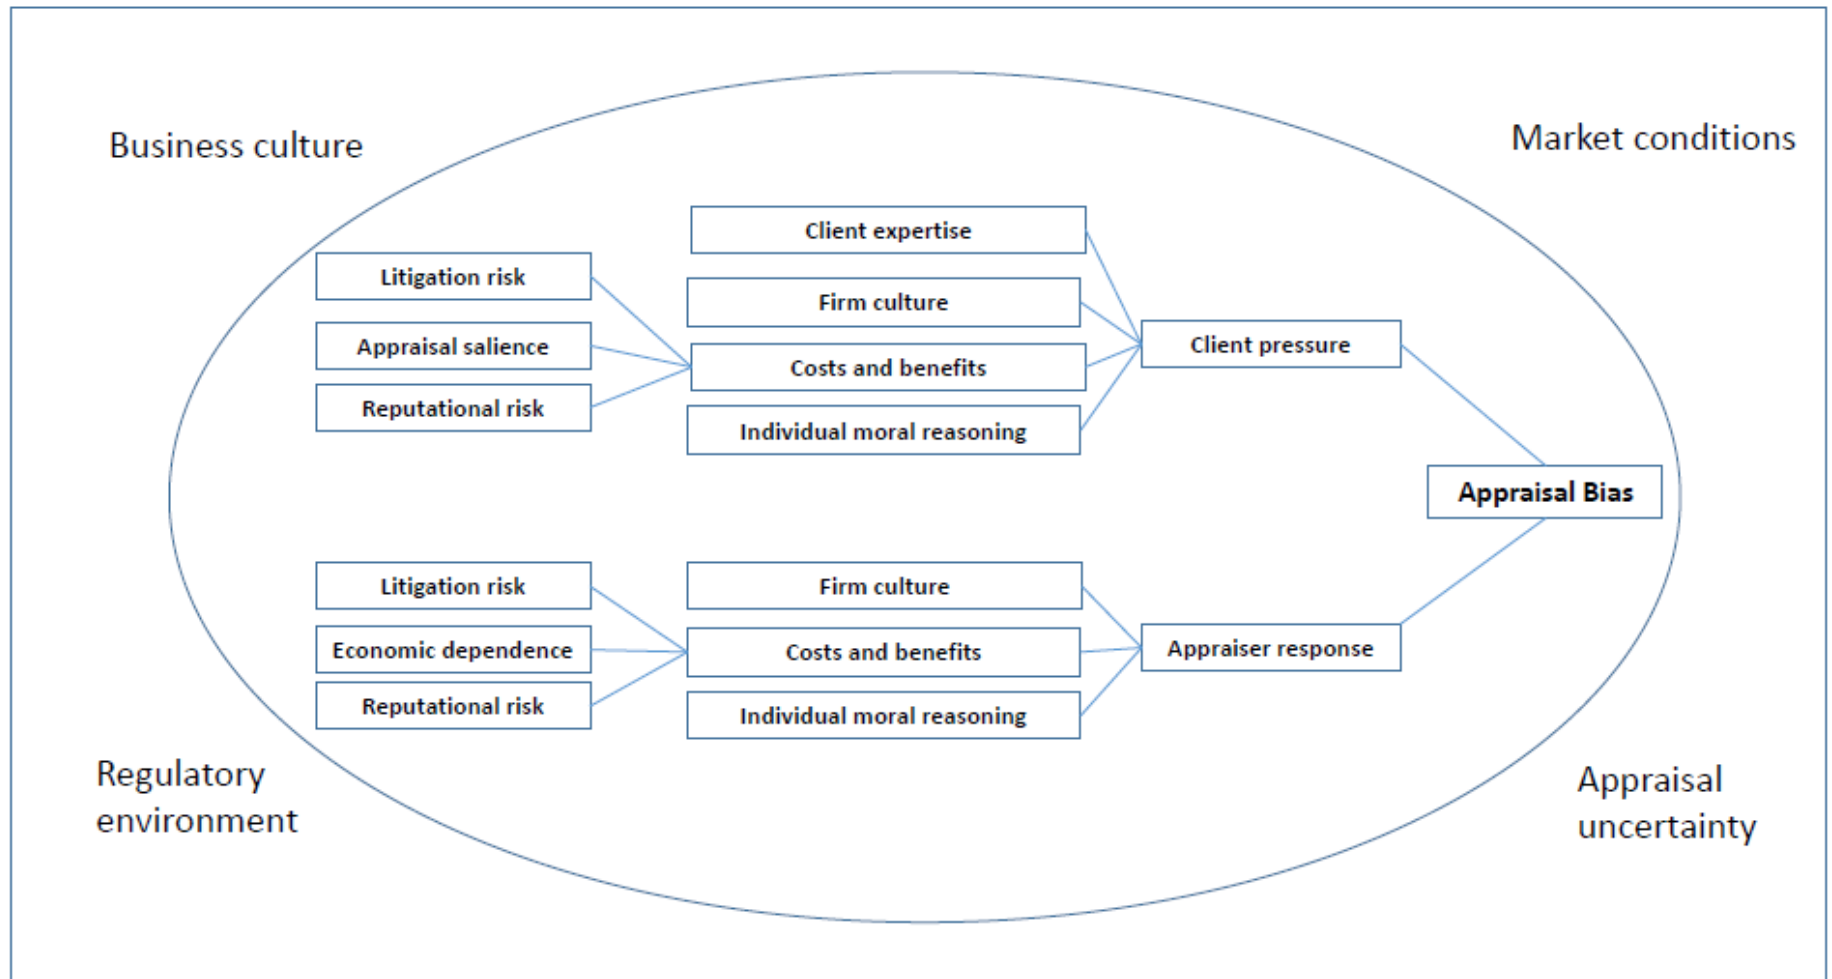 Business culture
Market conditions
Client expertise
Litigation risk
Firm culture
Appraisal salience
Client pressure
Costs and benefits
Reputational risk
Individual moral reasoning
Appraisal Bias
Litigation risk
Firm culture
Economic dependence
Costs and benefits
Appraiser response
Reputational risk
Individual moral reasoning
Regulatory
environment
Appraisal
uncertainty